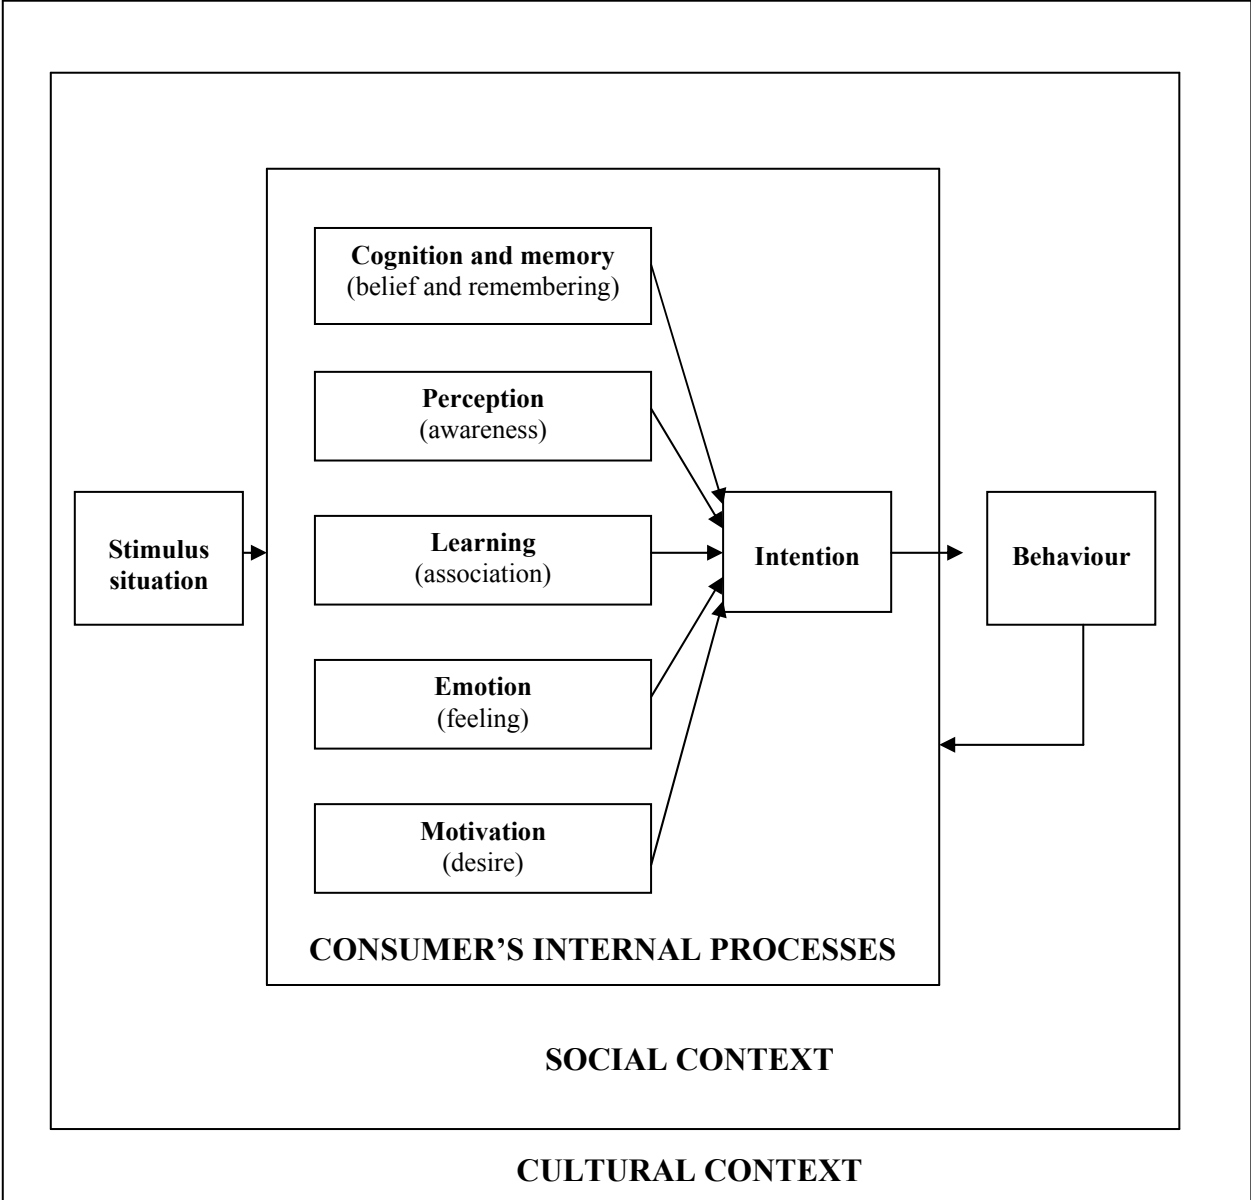 Cognition and memory
(belief and remembering)
Perception
(awareness)
Stimulus
situation
Learning
(association)
Intention
Behaviour
Emotion
(feeling)
Motivation
(desire)
CONSUMER’S INTERNAL PROCESSES
SOCIAL CONTEXT
CULTURAL CONTEXT